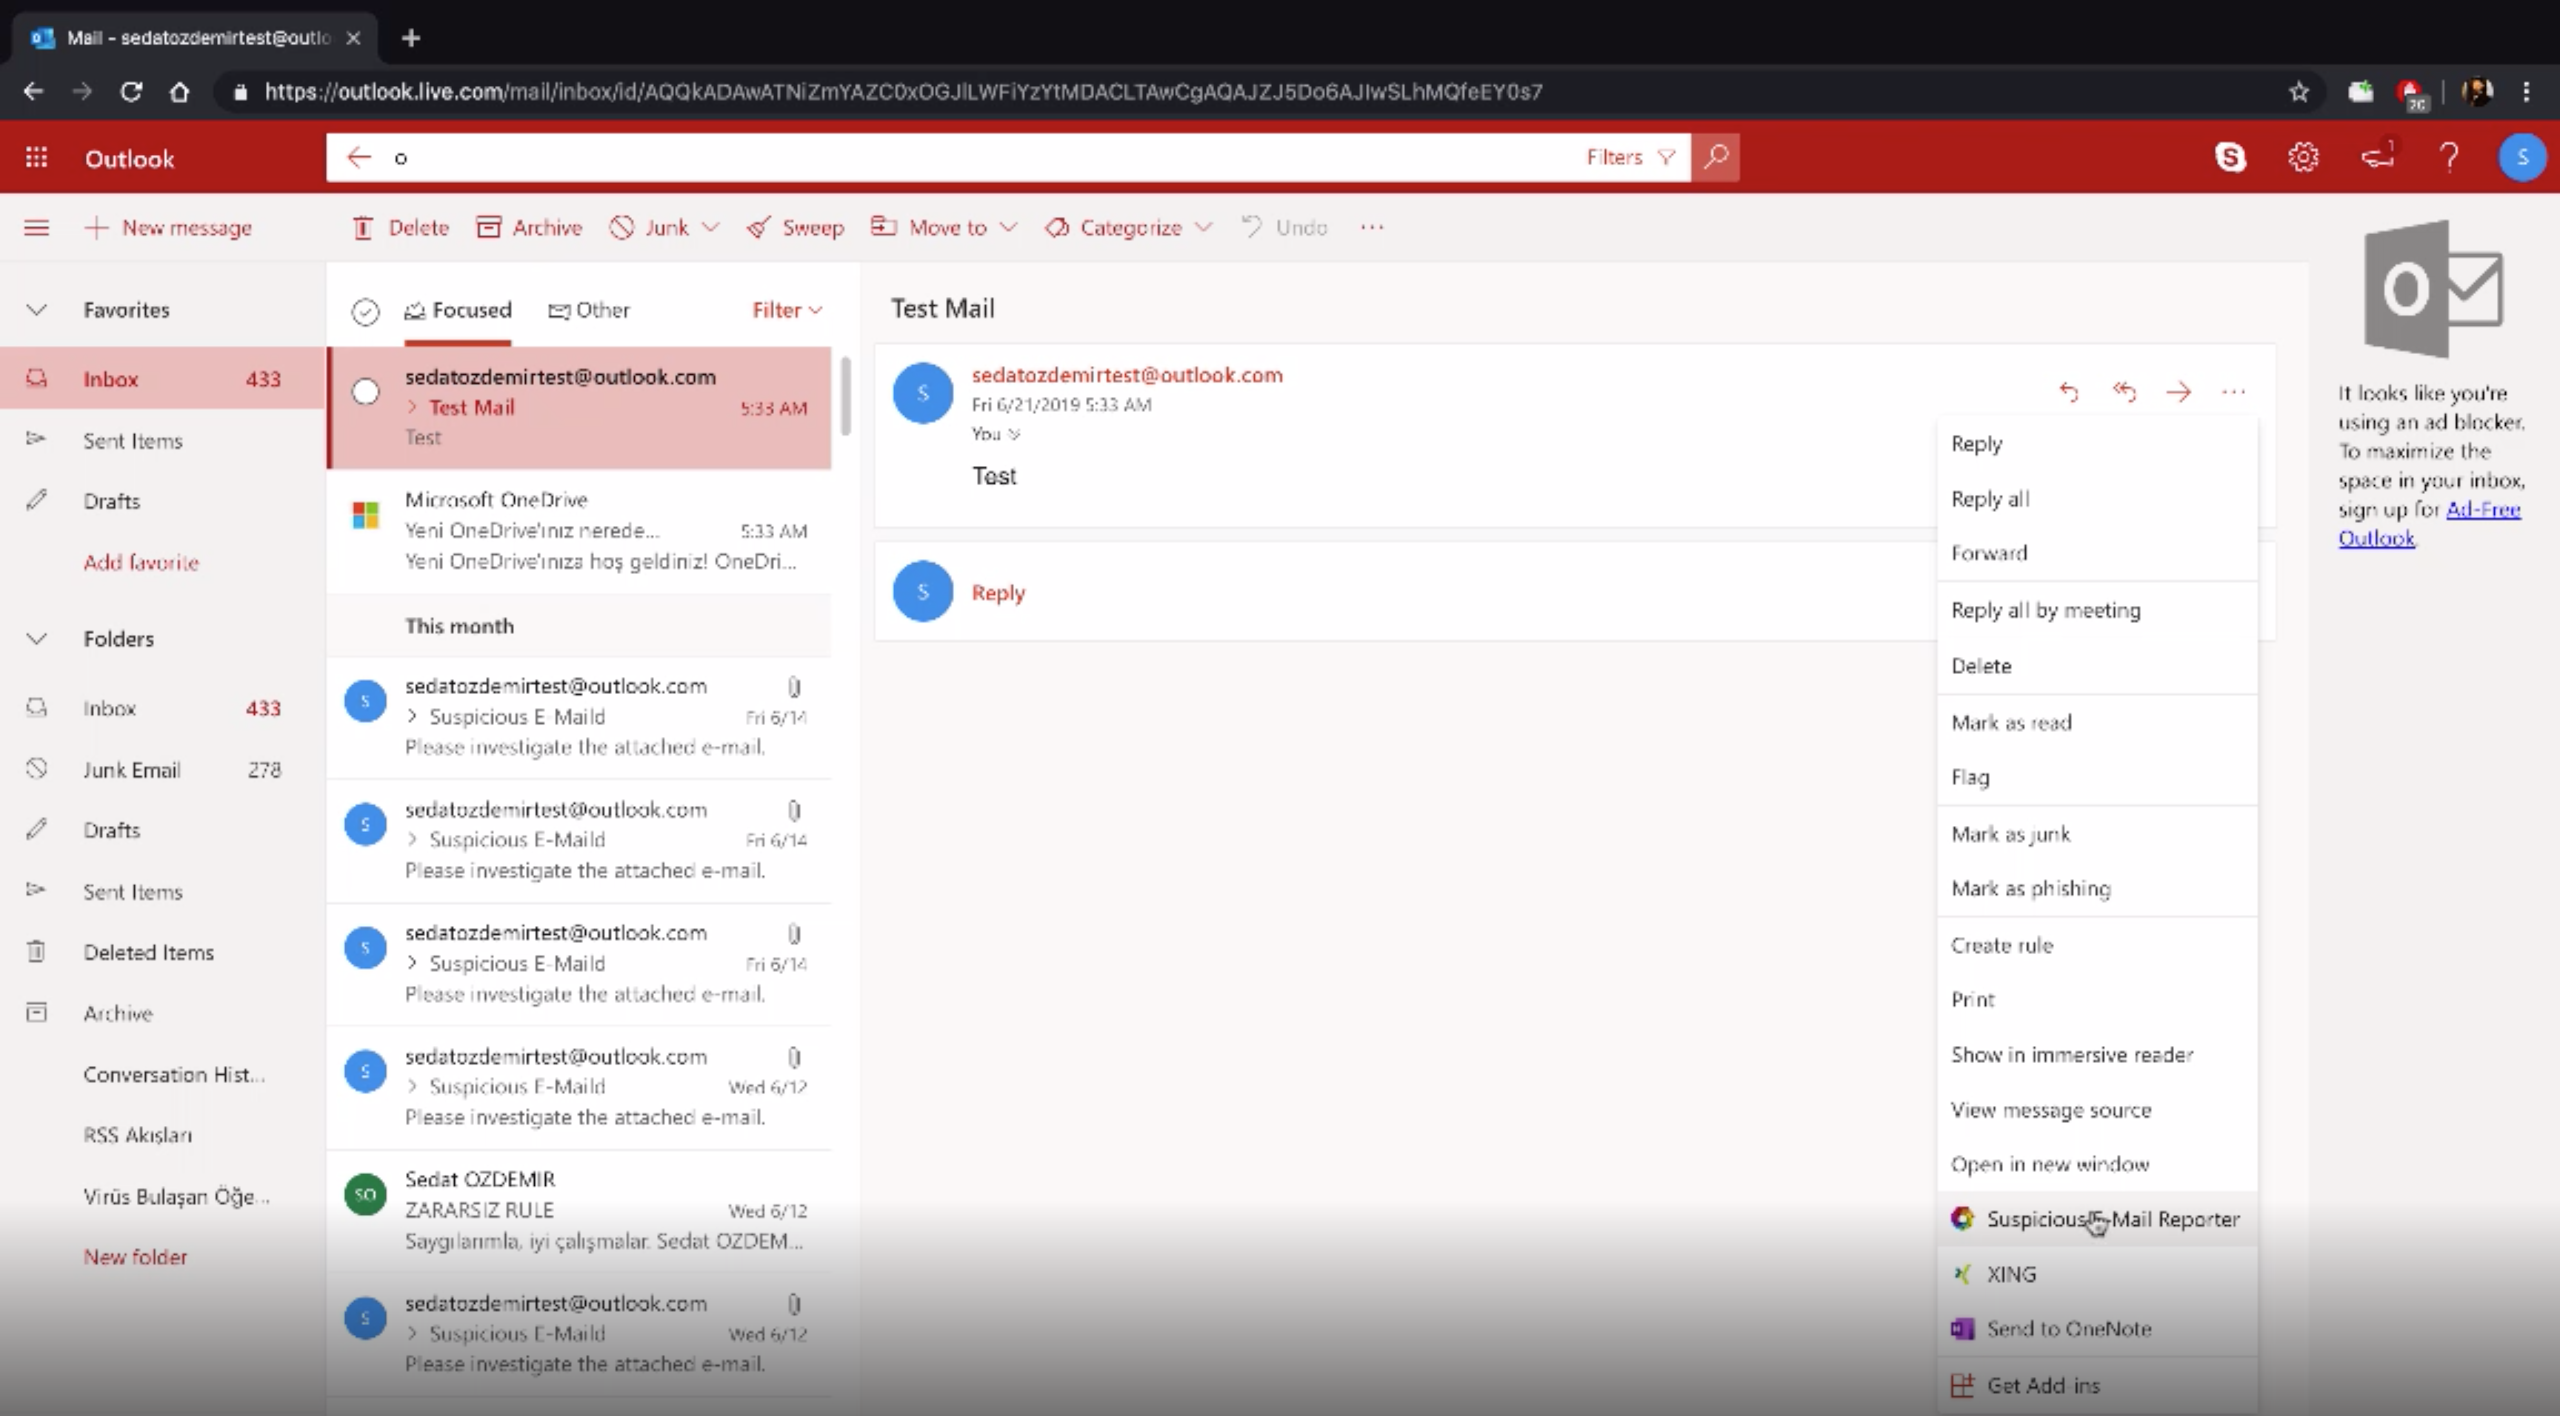 Mail - sedatozdemirtest@outlo
https://outlook.live.com/mail/inbox/id/AQQkADAwATNiZmYAZC0xOGJlLWFiYzYtMDACLTAwCgAQAJZJ5Do6AJIwSLhMQfeEY0s7
20
Outlook
o
Filters
S
1
?
S
New message
Delete
Archive
Junk
Sweep
Move to
Categorize
Undo
Favorites
Inbox 433
Sent Items
Drafts
Add favorite
Folders
Inbox 433
Junk Email 278
Drafts
Sent Items
Deleted Items
Archive
Conversation Hist...
RSS Akışları
Virüs Bulaşan Öğe...
New folder
Focused
Other
Filter
sedatozdemirtest@outlook.com
Test Mail 5:33 AM
Test
Microsoft OneDrive
Yeni OneDrive'ınız nerede... 5:33 AM
Yeni OneDrive'ınıza hoş geldiniz! OneDri...
This month
S
sedatozdemirtest@outlook.com
Suspicious E-Maild Fri 6/14
Please investigate the attached e-mail.
S
sedatozdemirtest@outlook.com
Suspicious E-Maild Fri 6/14
Please investigate the attached e-mail.
S
sedatozdemirtest@outlook.com
Suspicious E-Maild Fri 6/14
Please investigate the attached e-mail.
S
sedatozdemirtest@outlook.com
Suspicious E-Maild Wed 6/12
Please investigate the attached e-mail.
SO
Sedat OZDEMIR
ZARARSIZ RULE Wed 6/12
Saygılarımla, iyi çalışmalar. Sedat OZDEM...
S
sedatozdemirtest@outlook.com
Suspicious E-Maild Wed 6/12
Please investigate the attached e-mail.
Test Mail
S
sedatozdemirtest@outlook.com
Fri 6/21/2019 5:33 AM
You
Test
S
Reply
Reply
Reply all
Forward
Reply all by meeting
Delete
Mark as read
Flag
Mark as junk
Mark as phishing
Create rule
Print
Show in immersive reader
View message source
Open in new window
Suspicious E-Mail Reporter
XING
Send to OneNote
Get Add-ins
O
It looks like you're
using an ad blocker.
To maximize the
space in your inbox,
sign up for Ad-Free
Outlook.